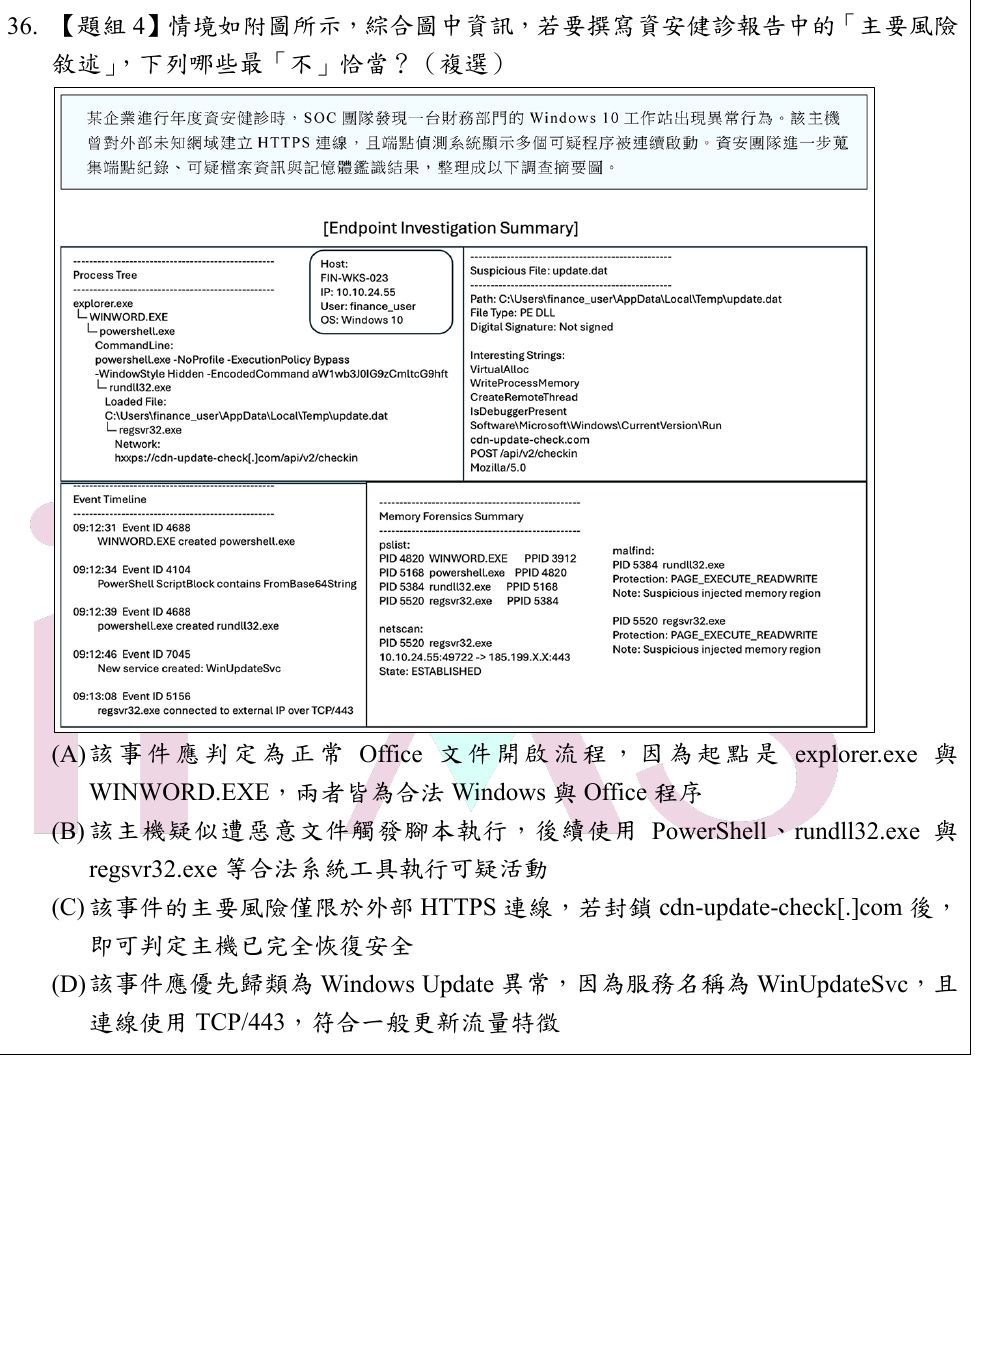 36. 【題組 4】情境如附圖所示，綜合圖中資訊，若要撰寫資安健診報告中的「主要風險
敘述」，下列哪些最「不」恰當？（複選）
某企業進行年度資安健診時，SOC 團隊發現一台財務部門的 Windows 10 工作站出現異常行為。該主機
曾對外部未知網域建立 HTTPS 連線，且端點偵測系統顯示多個可疑程序被連續啟動。資安團隊進一步蒐
集端點紀錄、可疑檔案資訊與記憶體鑑識結果，整理成以下調查摘要圖。
[Endpoint Investigation Summary]
--------------------------------------------------
Process Tree
--------------------------------------------------
explorer.exe
└─ WINWORD.EXE
└─ powershell.exe
CommandLine:
powershell.exe -NoProfile -ExecutionPolicy Bypass
-WindowStyle Hidden -EncodedCommand aW1wb3J0IG9zCmltcG9hft
└─ rundll32.exe
Loaded File:
C:\Users\finance_user\AppData\Local\Temp\update.dat
└─ regsvr32.exe
Network:
hxxps://cdn-update-check[.]com/api/v2/checkin
Host:
FIN-WKS-023
IP: 10.10.24.55
User: finance_user
OS: Windows 10
--------------------------------------------------
Suspicious File: update.dat
--------------------------------------------------
Path: C:\Users\finance_user\AppData\Local\Temp\update.dat
File Type: PE DLL
Digital Signature: Not signed
Interesting Strings:
VirtualAlloc
WriteProcessMemory
CreateRemoteThread
IsDebuggerPresent
Software\Microsoft\Windows\CurrentVersion\Run
cdn-update-check.com
POST /api/v2/checkin
Mozilla/5.0
--------------------------------------------------
Event Timeline
--------------------------------------------------
09:12:31 Event ID 4688
WINWORD.EXE created powershell.exe
09:12:34 Event ID 4104
PowerShell ScriptBlock contains FromBase64String
09:12:39 Event ID 4688
powershell.exe created rundll32.exe
09:12:46 Event ID 7045
New service created: WinUpdateSvc
09:13:08 Event ID 5156
regsvr32.exe connected to external IP over TCP/443
--------------------------------------------------
Memory Forensics Summary
--------------------------------------------------
pslist:
PID 4820 WINWORD.EXE PPID 3912
PID 5168 powershell.exe PPID 4820
PID 5384 rundll32.exe PPID 5168
PID 5520 regsvr32.exe PPID 5384
netscan:
PID 5520 regsvr32.exe
10.10.24.55:49722 -> 185.199.X.X:443
State: ESTABLISHED
malfind:
PID 5384 rundll32.exe
Protection: PAGE_EXECUTE_READWRITE
Note: Suspicious injected memory region
PID 5520 regsvr32.exe
Protection: PAGE_EXECUTE_READWRITE
Note: Suspicious injected memory region
(A) 該事件應判定為正常 Office 文件開啟流程，因為起點是 explorer.exe 與
WINWORD.EXE，兩者皆為合法 Windows 與 Office 程序
(B) 該主機疑似遭惡意文件觸發腳本執行，後續使用 PowerShell、rundll32.exe 與
regsvr32.exe 等合法系統工具執行可疑活動
(C) 該事件的主要風險僅限於外部 HTTPS 連線，若封鎖 cdn-update-check[.]com 後，
即可判定主機已完全恢復安全
(D) 該事件應優先歸類為 Windows Update 異常，因為服務名稱為 WinUpdateSvc，且
連線使用 TCP/443，符合一般更新流量特徵